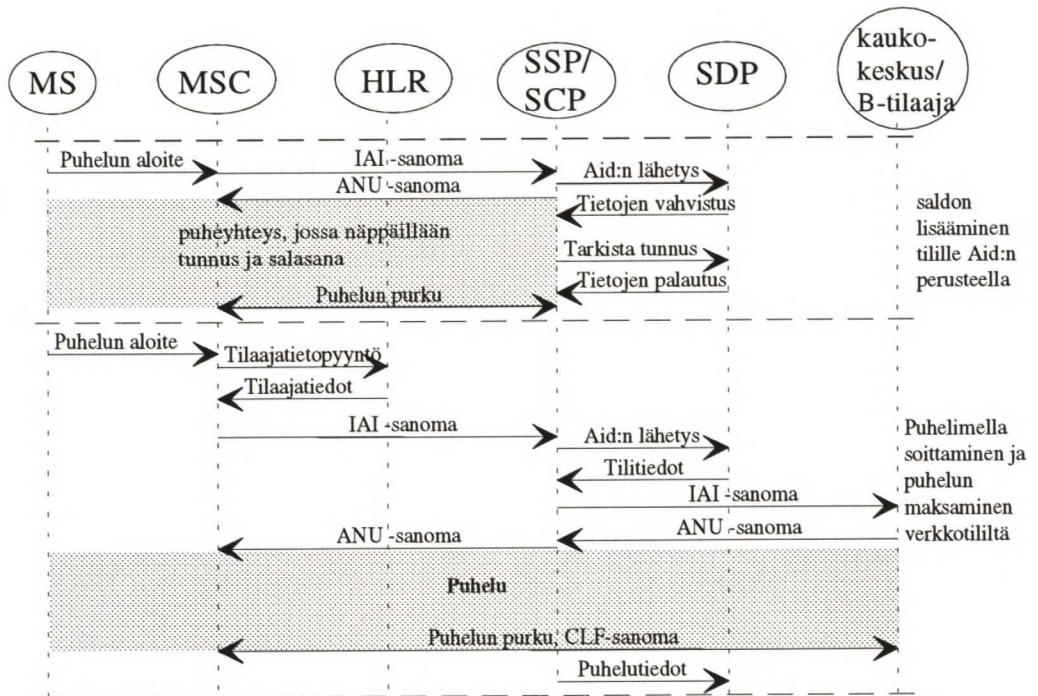 MS
MSC
HLR
SSP/
SCP
SDP
kauko-
keskus/
B-tilaaja
Puhelun aloite
IAI -sanoma
Aid:n lähetys
ANU -sanoma
Tietojen vahvistus
puheyhteys, jossa näppäillään
tunnus ja salasana
Tarkista tunnus
Tietojen palautus
Puhelun purku
saldon
lisääminen
tilille Aid:n
perusteella
Puhelun aloite
Tilaajatietopyyntö
Tilaajatiedot
IAI -sanoma
Aid:n lähetys
Tilitiedot
IAI -sanoma
ANU -sanoma
ANU -sanoma
Puhelimella
soittaminen ja
puhelun
maksaminen
verkkotililtä
Puhelu
Puhelun purku, CLF-sanoma
Puhelutiedot